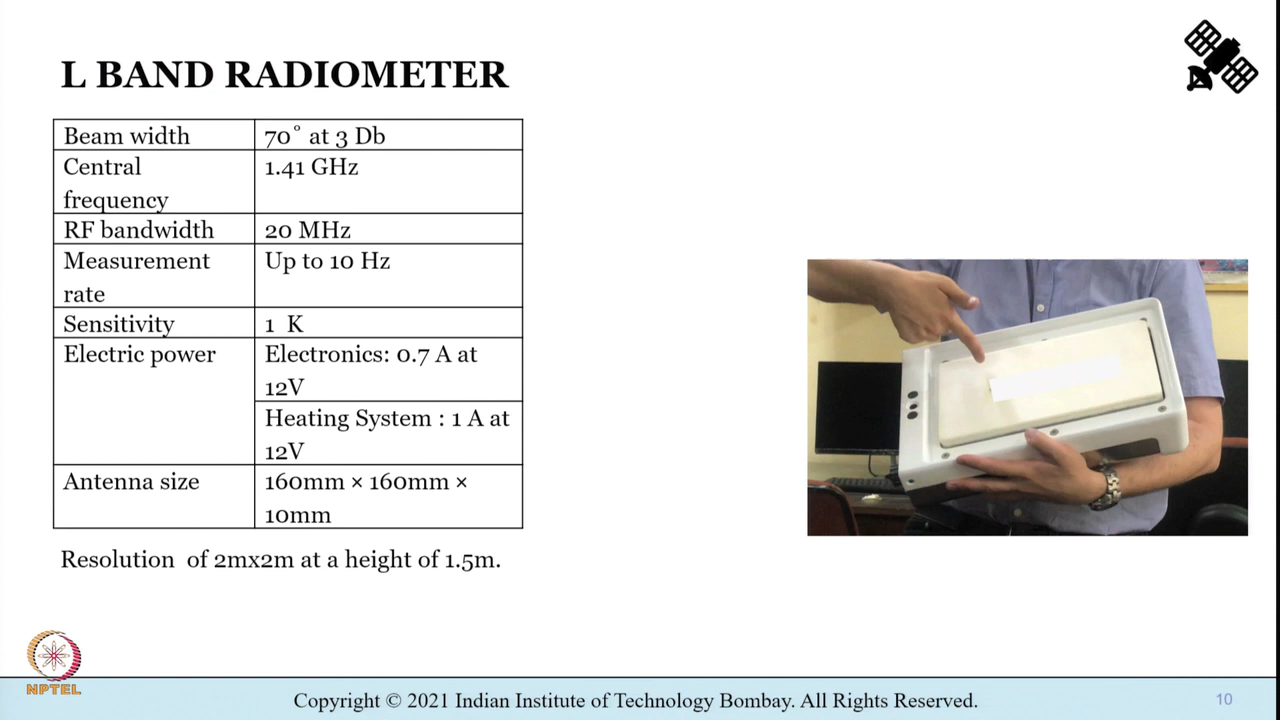 L BAND RADIOMETER
Beam width 70° at 3 Db
Central 1.41 GHz
frequency
RF bandwidth 20 MHz
Measurement Up to 10 Hz
rate
Sensitivity 1 K
Electric power Electronics: 0.7 A at
12V
Heating System : 1 A at
12V
Antenna size 160mm × 160mm ×
10mm
Resolution of 2mx2m at a height of 1.5m.
NPTEL
Copyright © 2021 Indian Institute of Technology Bombay. All Rights Reserved.
10